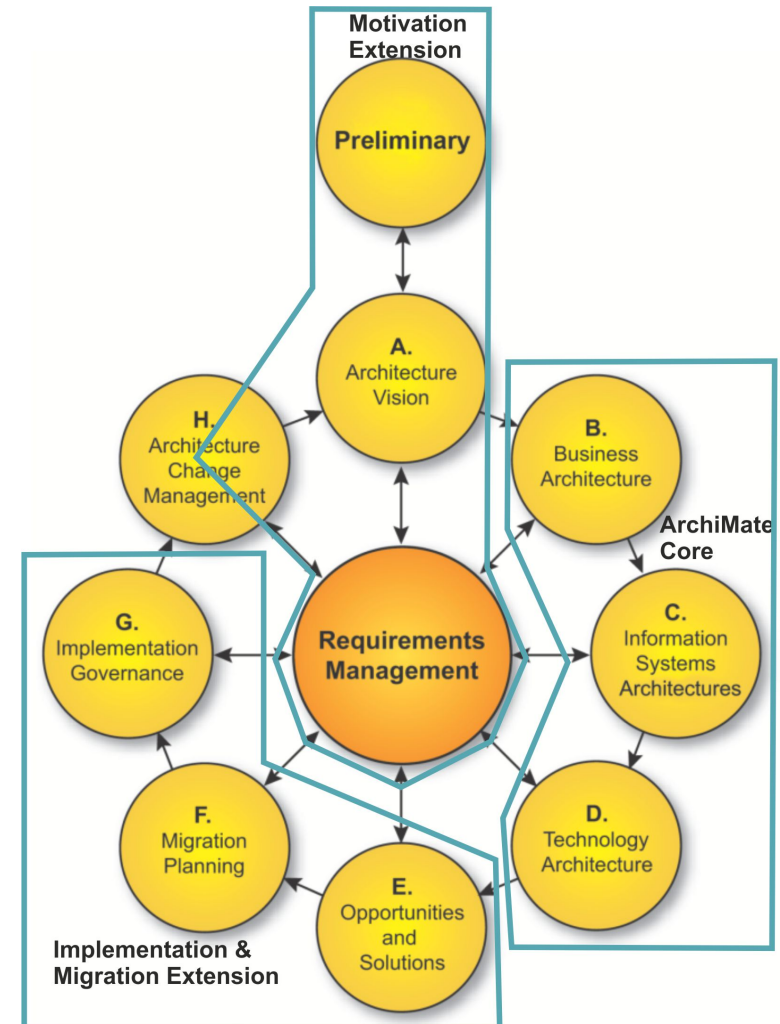 Motivation
Extension
Preliminary
A.
Architecture
Vision
H.
Architecture
Change
Management
B.
Business
Architecture
ArchiMate
Core
G.
Implementation
Governance
Requirements
Management
C.
Information
Systems
Architectures
F.
Migration
Planning
D.
Technology
Architecture
E.
Opportunities
and
Solutions
Implementation &
Migration Extension